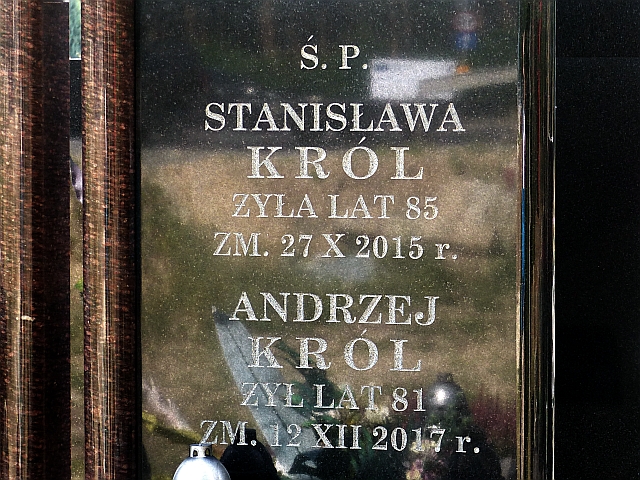 Ś. P.
STANISŁAWA
KRÓL
ŻYŁA LAT 85
ZM. 27 X 2015 r.
ANDRZEJ
KRÓL
ŻYŁ LAT 81
ZM. 12 XII 2017 r.